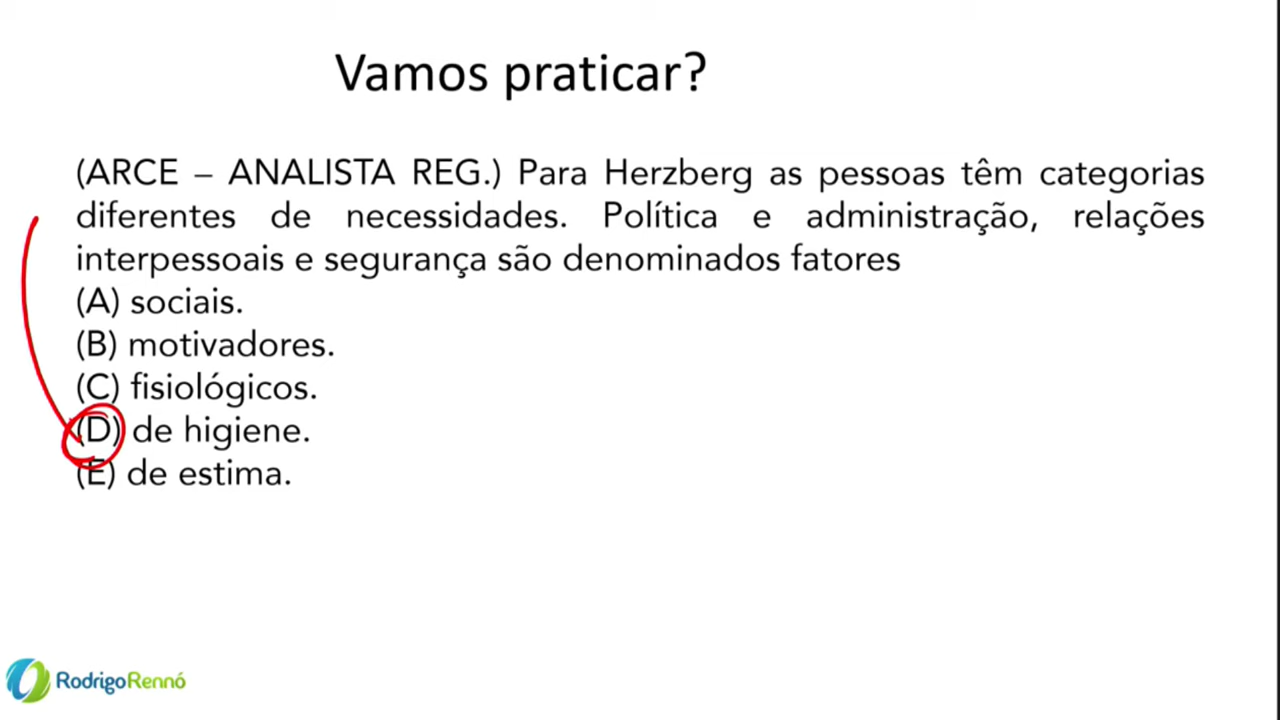 Vamos praticar?
(ARCE – ANALISTA REG.) Para Herzberg as pessoas têm categorias
diferentes de necessidades. Política e administração, relações
interpessoais e segurança são denominados fatores
(A) sociais.
(B) motivadores.
(C) fisiológicos.
(D) de higiene.
(E) de estima.
RodrigoRennó